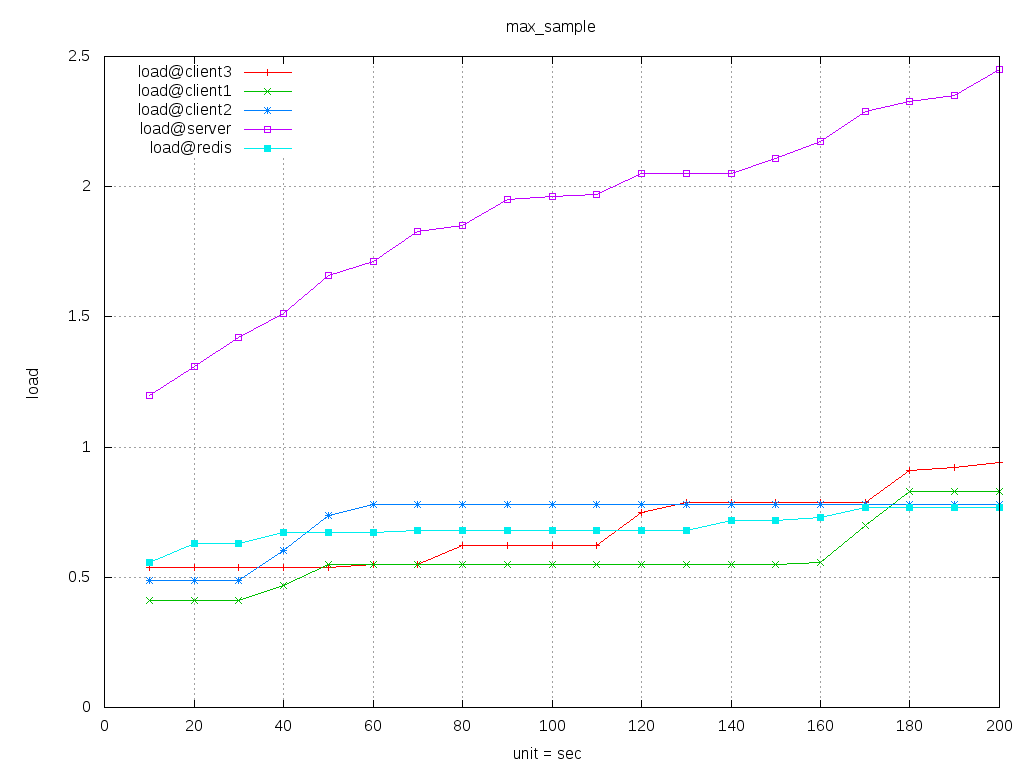 max_sample
2.5
2
1.5
1
0.5
0
load
load@client3
load@client1
load@client2
load@server
load@redis
0 20 40 60 80 100 120 140 160 180 200
unit = sec